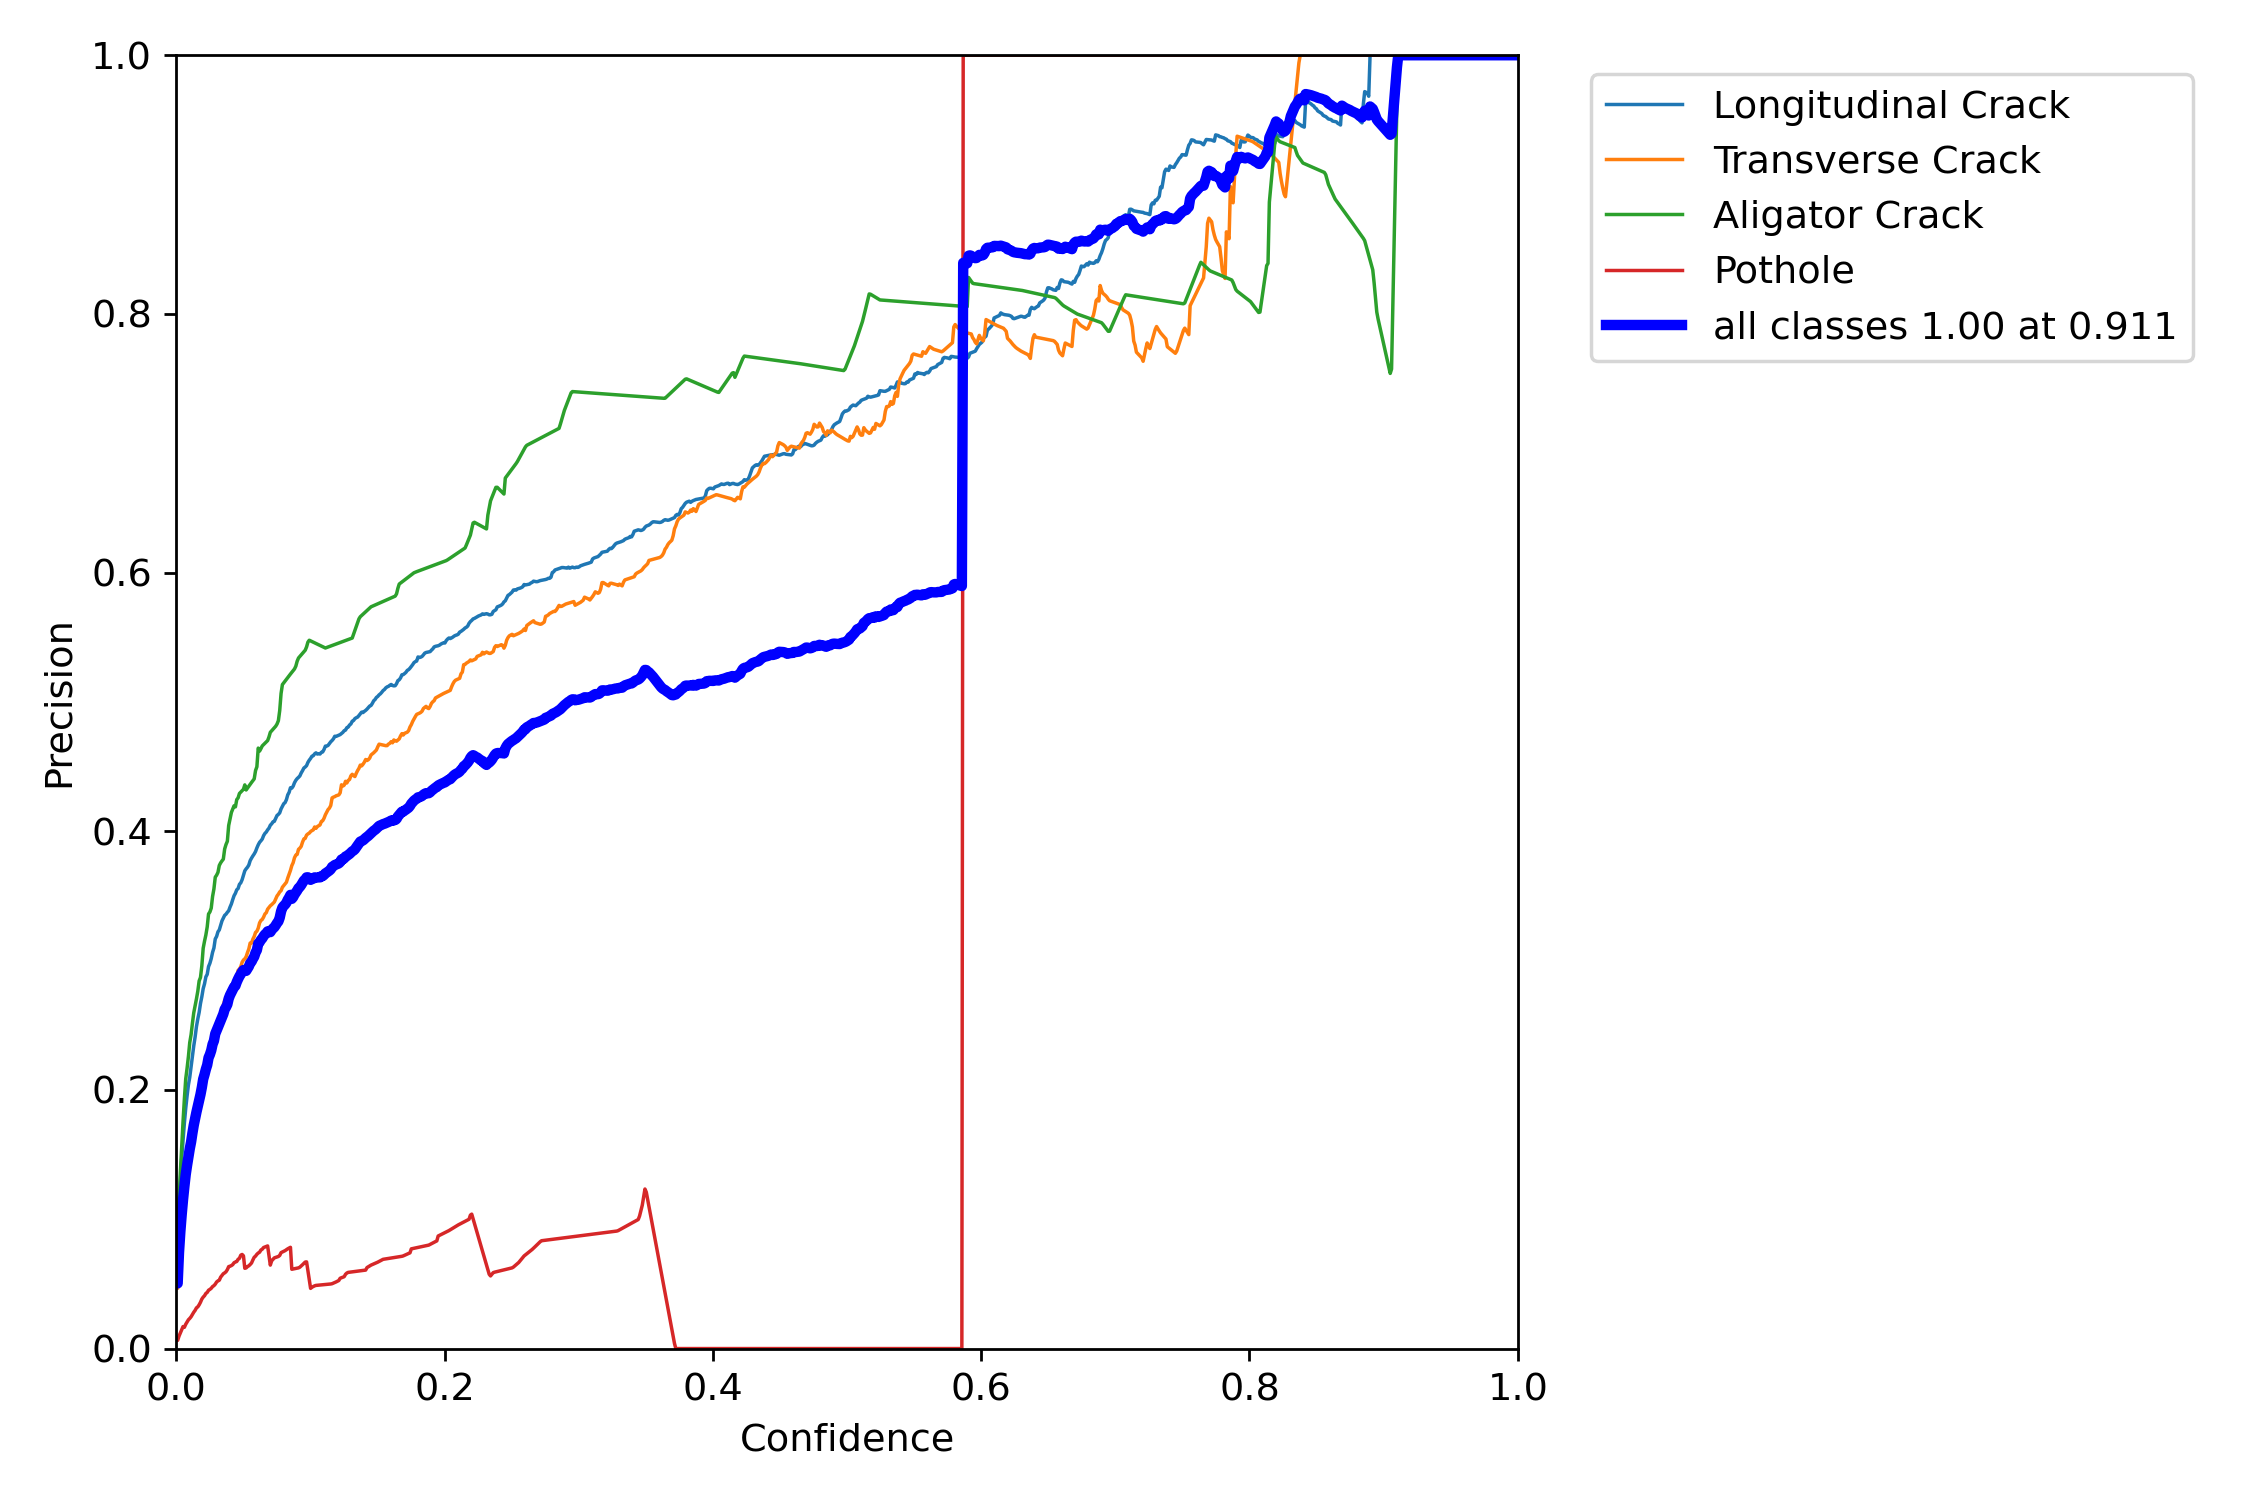 1.0
0.8
0.6
0.4
0.2
0.0
Precision
0.0 0.2 0.4 0.6 0.8 1.0
Confidence
Longitudinal Crack
Transverse Crack
Aligator Crack
Pothole
all classes 1.00 at 0.911